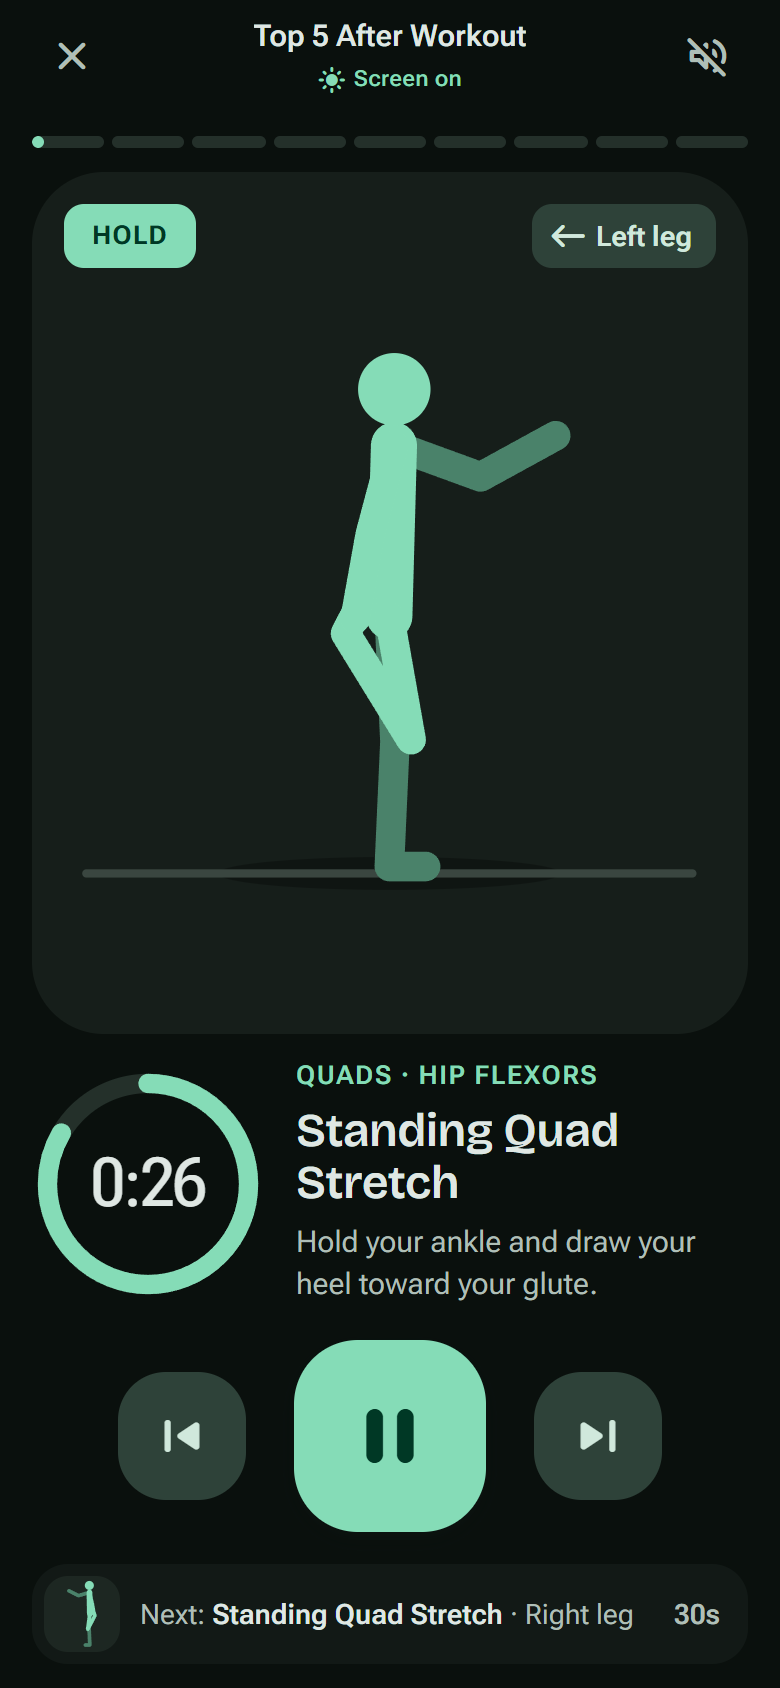 Top 5 After Workout
Screen on
HOLD
← Left leg
0:26
QUADS · HIP FLEXORS
Standing Quad
Stretch
Hold your ankle and draw your
heel toward your glute.
Next: Standing Quad Stretch · Right leg 30s